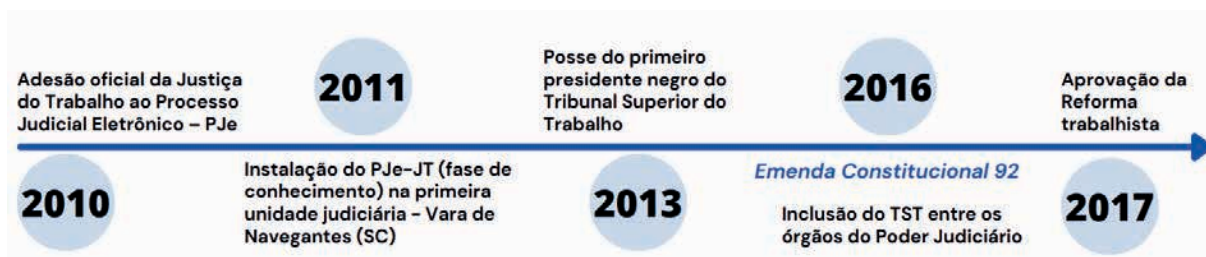 Adesão oficial da Justiça
do Trabalho ao Processo
Judicial Eletrônico – PJe
2010
2011
Instalação do PJe-JT (fase de
conhecimento) na primeira
unidade judiciária - Vara de
Navegantes (SC)
Posse do primeiro
presidente negro do
Tribunal Superior do
Trabalho
2013
2016
Emenda Constitucional 92
Inclusão do TST entre os
órgãos do Poder Judiciário
Aprovação da
Reforma
trabalhista
2017